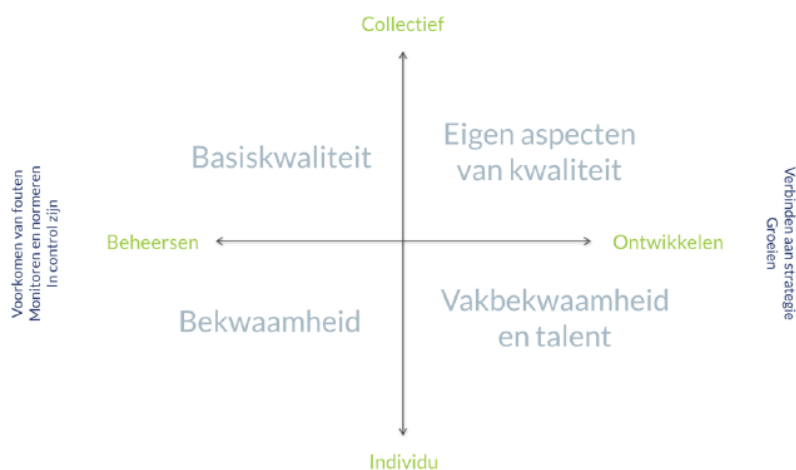 Collectief
Basiskwaliteit
Eigen aspecten
van kwaliteit
Voorkomen van fouten
Monitoren en normeren
In control zijn
Beheersen
Ontwikkelen
Verbinden aan strategie
Groeien
Bekwaamheid
Vakbekwaamheid
en talent
Individu